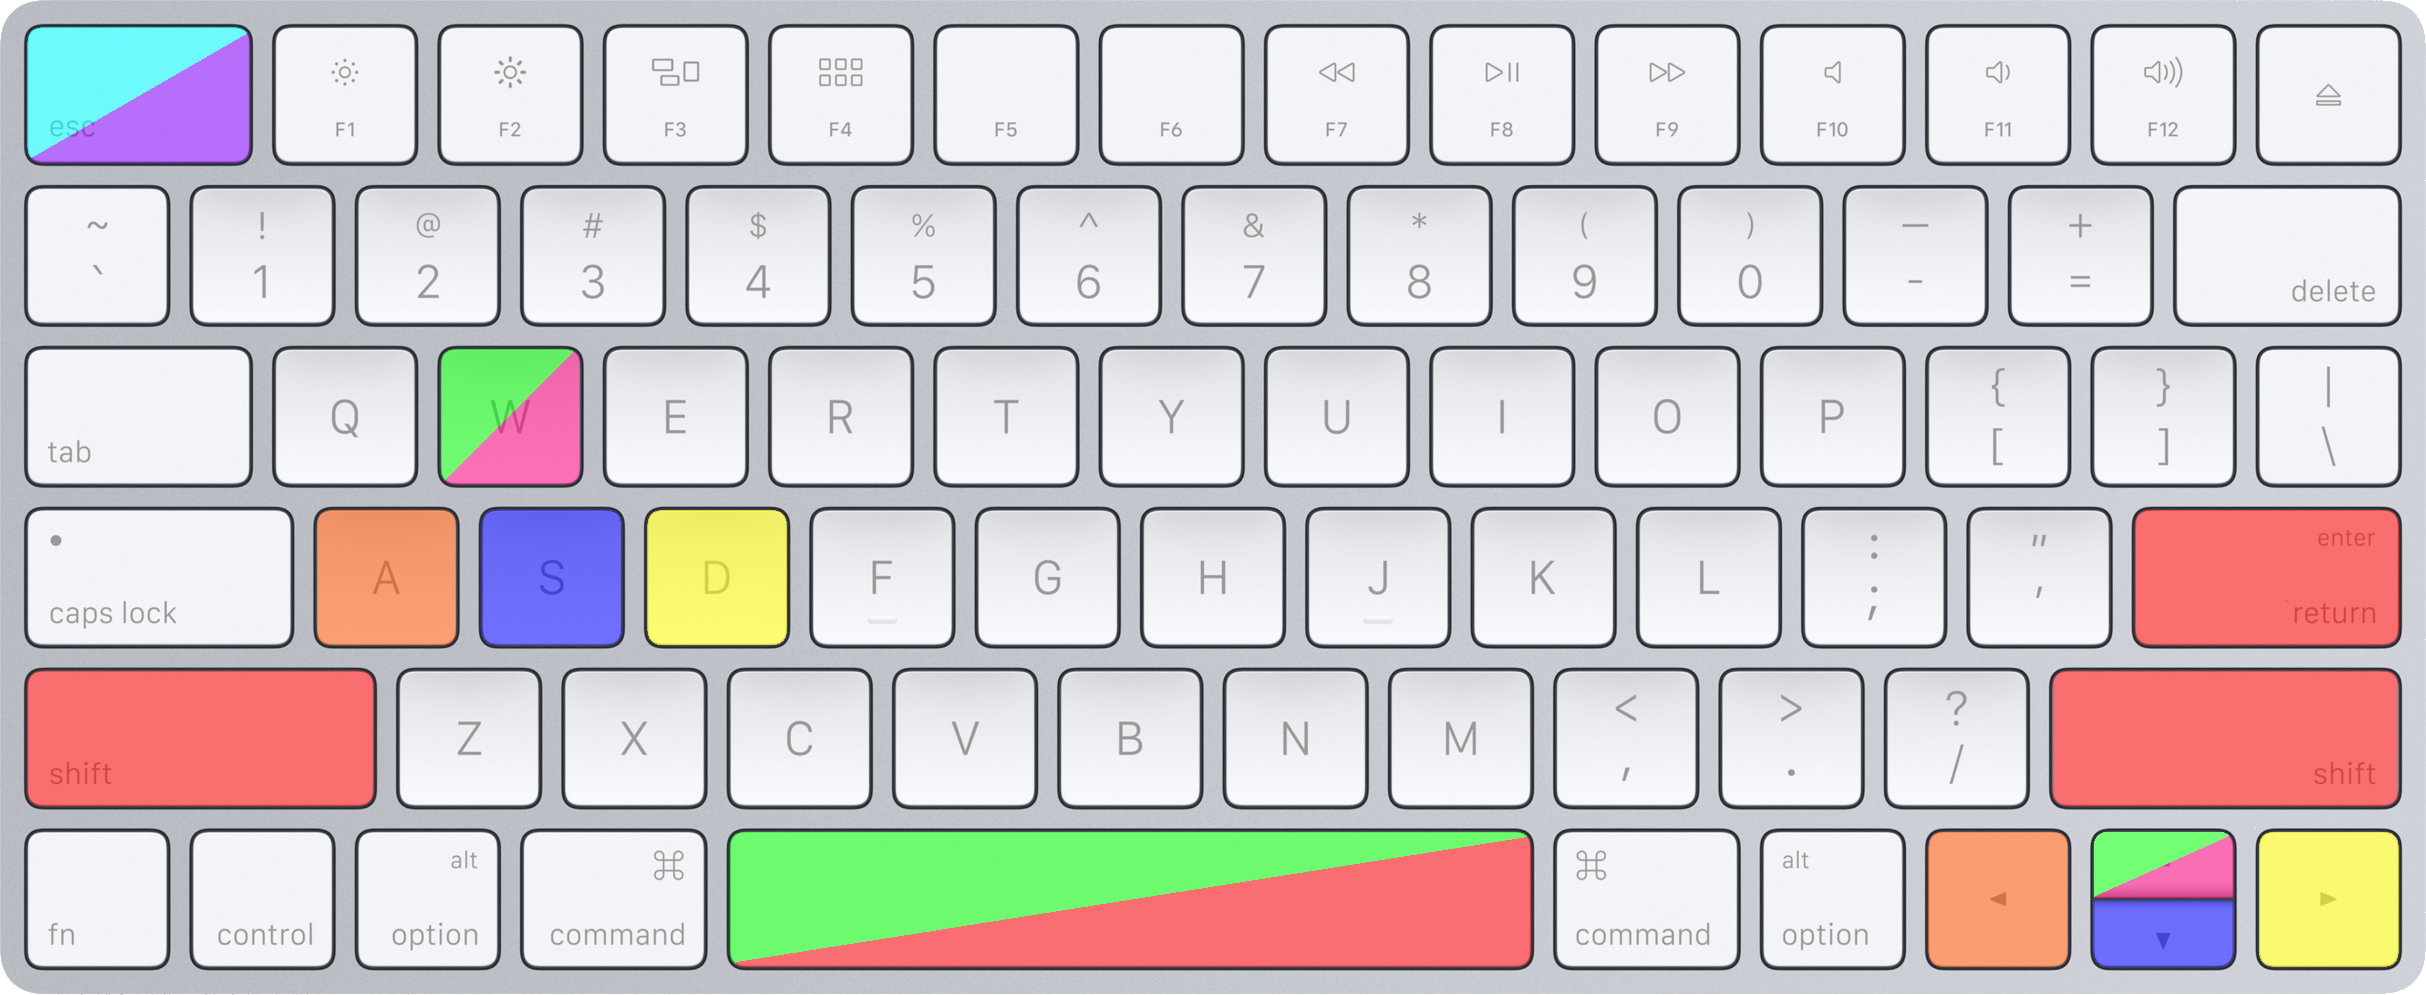 esc F1 F2 F3 F4 F5 F6 F7 F8 F9 F10 F11 F12
~ ! @ # $ % ^ & * ( ) — +
` 1 2 3 4 5 6 7 8 9 0 - = delete
tab Q W E R T Y U I O P { [ } ] | \
caps lock A S D F G H J K L : ; " ' enter return
shift Z X C V B N M < , > . ? / shift
fn control alt option ⌘ command ⌘ command alt option ◄ ▼ ►